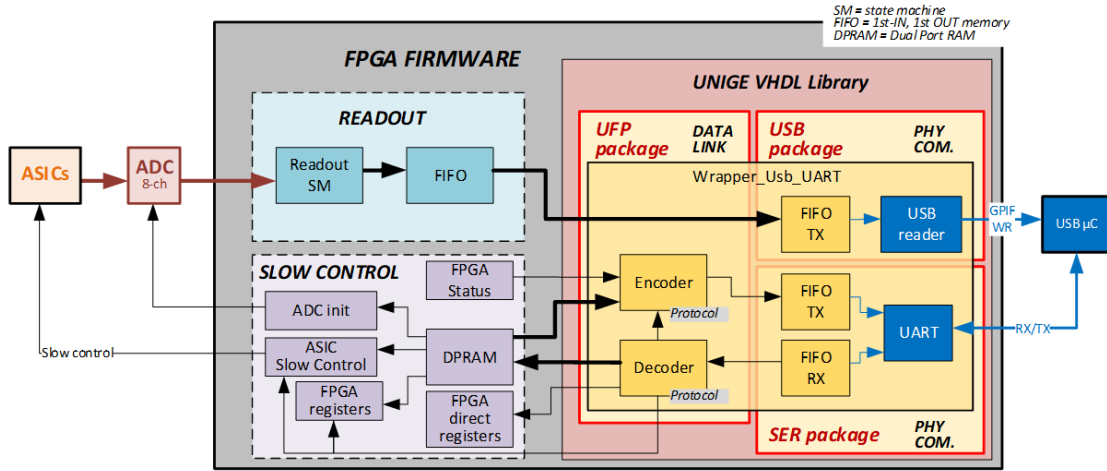 SM = state machine
FIFO = 1st-IN, 1st OUT memory
DPRAM = Dual Port RAM
FPGA FIRMWARE
UNIGE VHDL Library
READOUT
UFP package
DATA LINK
USB package
PHY COM.
Wrapper_Usb_UART
ASICs
ADC
8-ch
Readout
SM
FIFO
FIFO
TX
USB
reader
GPIF
WR
USB µC
SLOW CONTROL
FPGA
Status
Encoder
Protocol
FIFO
TX
UART
RX/TX
ADC init
DPRAM
Slow control
ASIC
Slow Control
Decoder
Protocol
FIFO
RX
FPGA
registers
FPGA
direct
registers
SER package
PHY
COM.